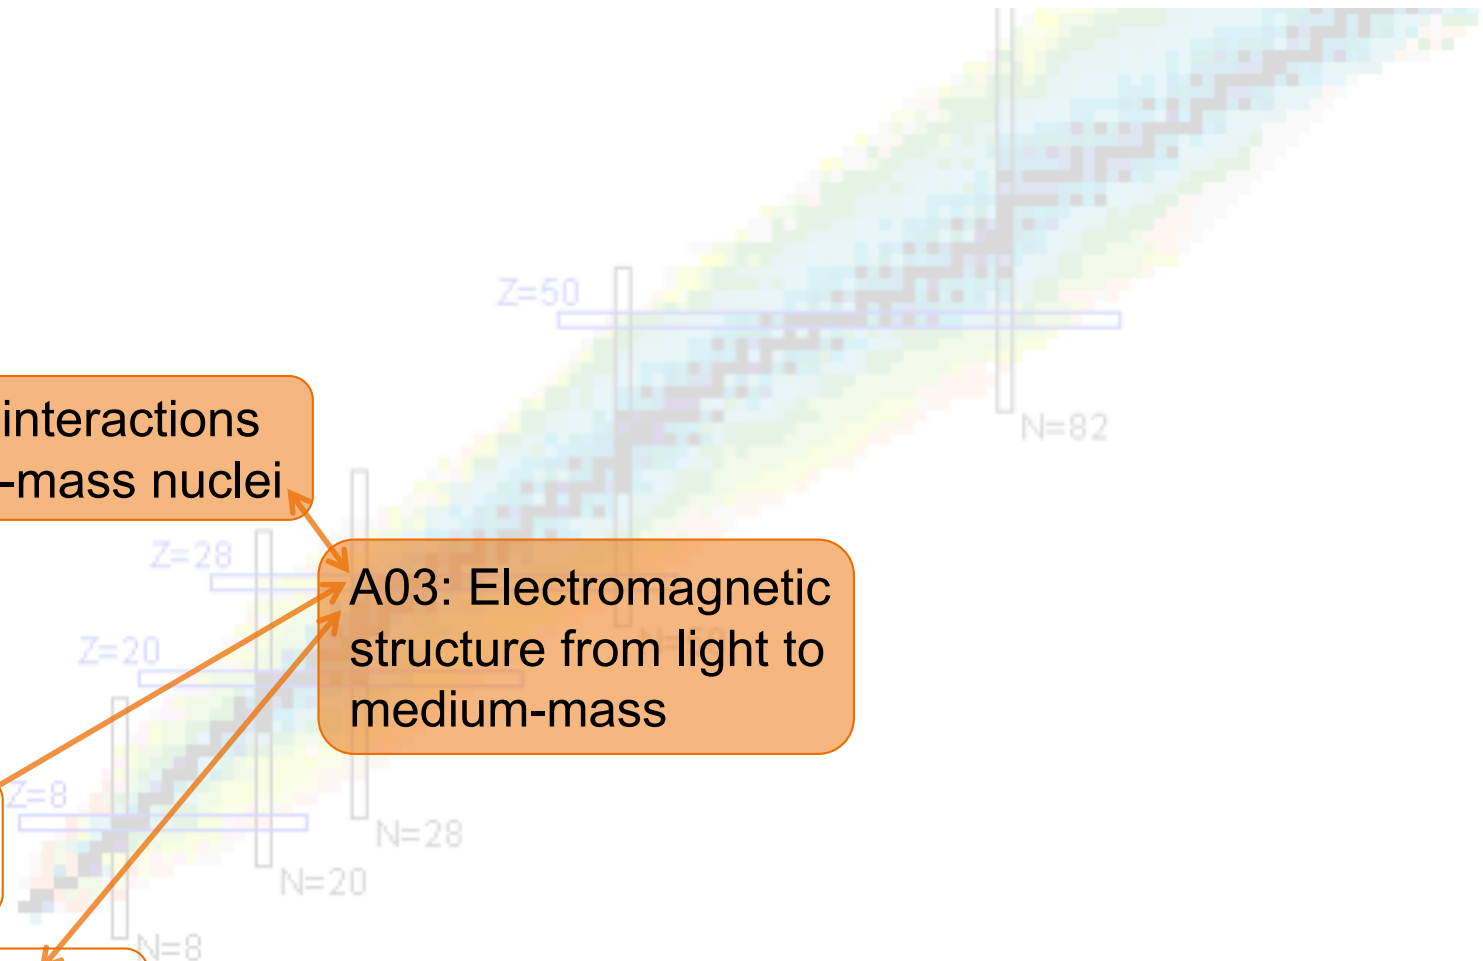 Z=50
N=82
interactions
-mass nuclei
Z=28
A03: Electromagnetic
structure from light to
medium-mass
Z=20
Z=8
N=28
N=20
N=8